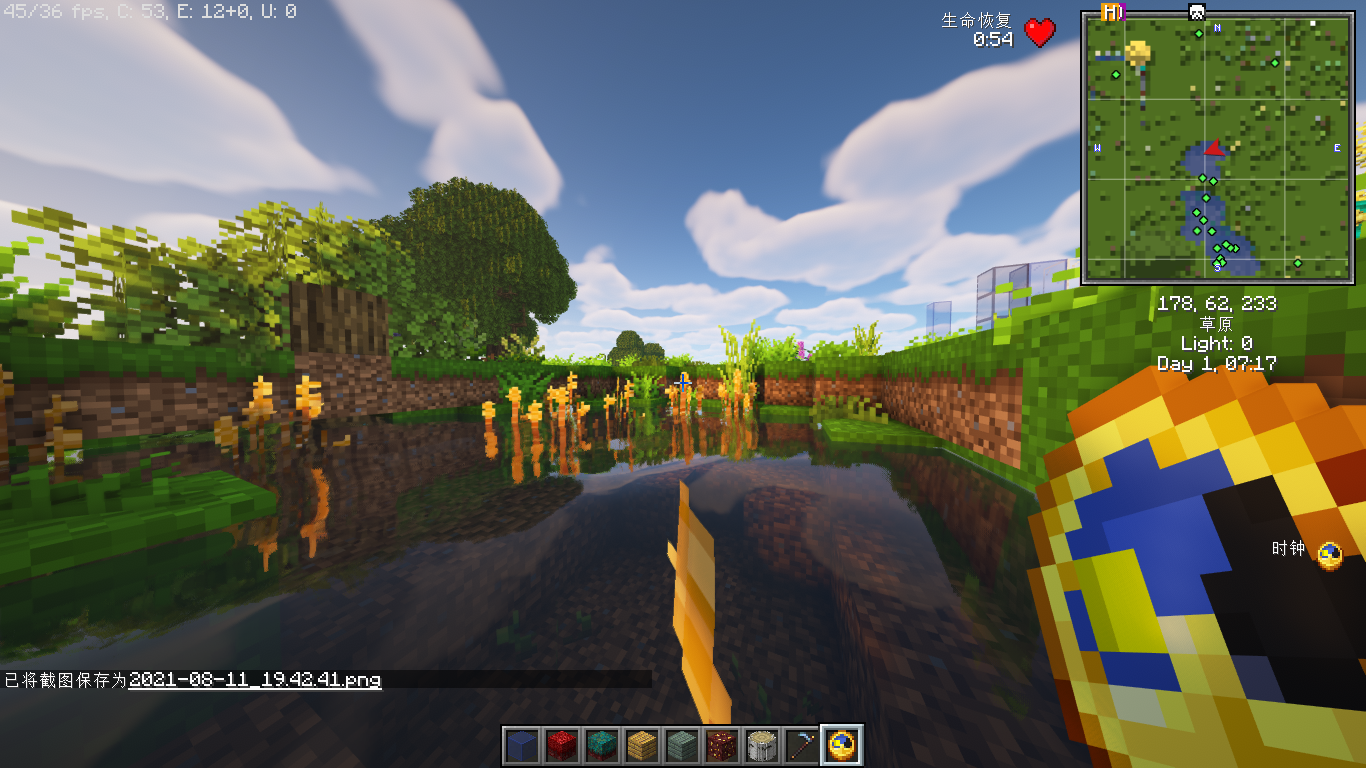 45/36 fps, C: 53, E: 12+0, U: 0
生命恢复
0:54
N
W
E
S
178, 62, 233
草原
Light: 0
Day 1, 07:17
时钟
已将截图保存为2021-08-11_19.42.41.png